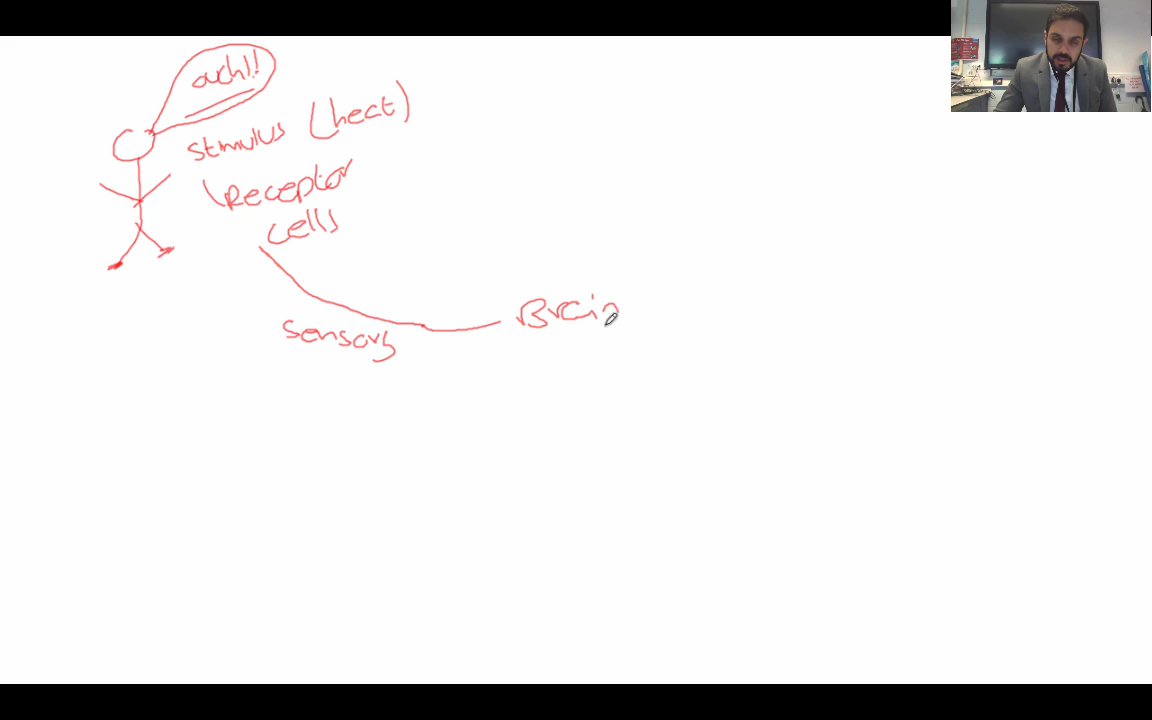 ouch!!
stimulus (heat)
Receptor
cells
sensory
Brain